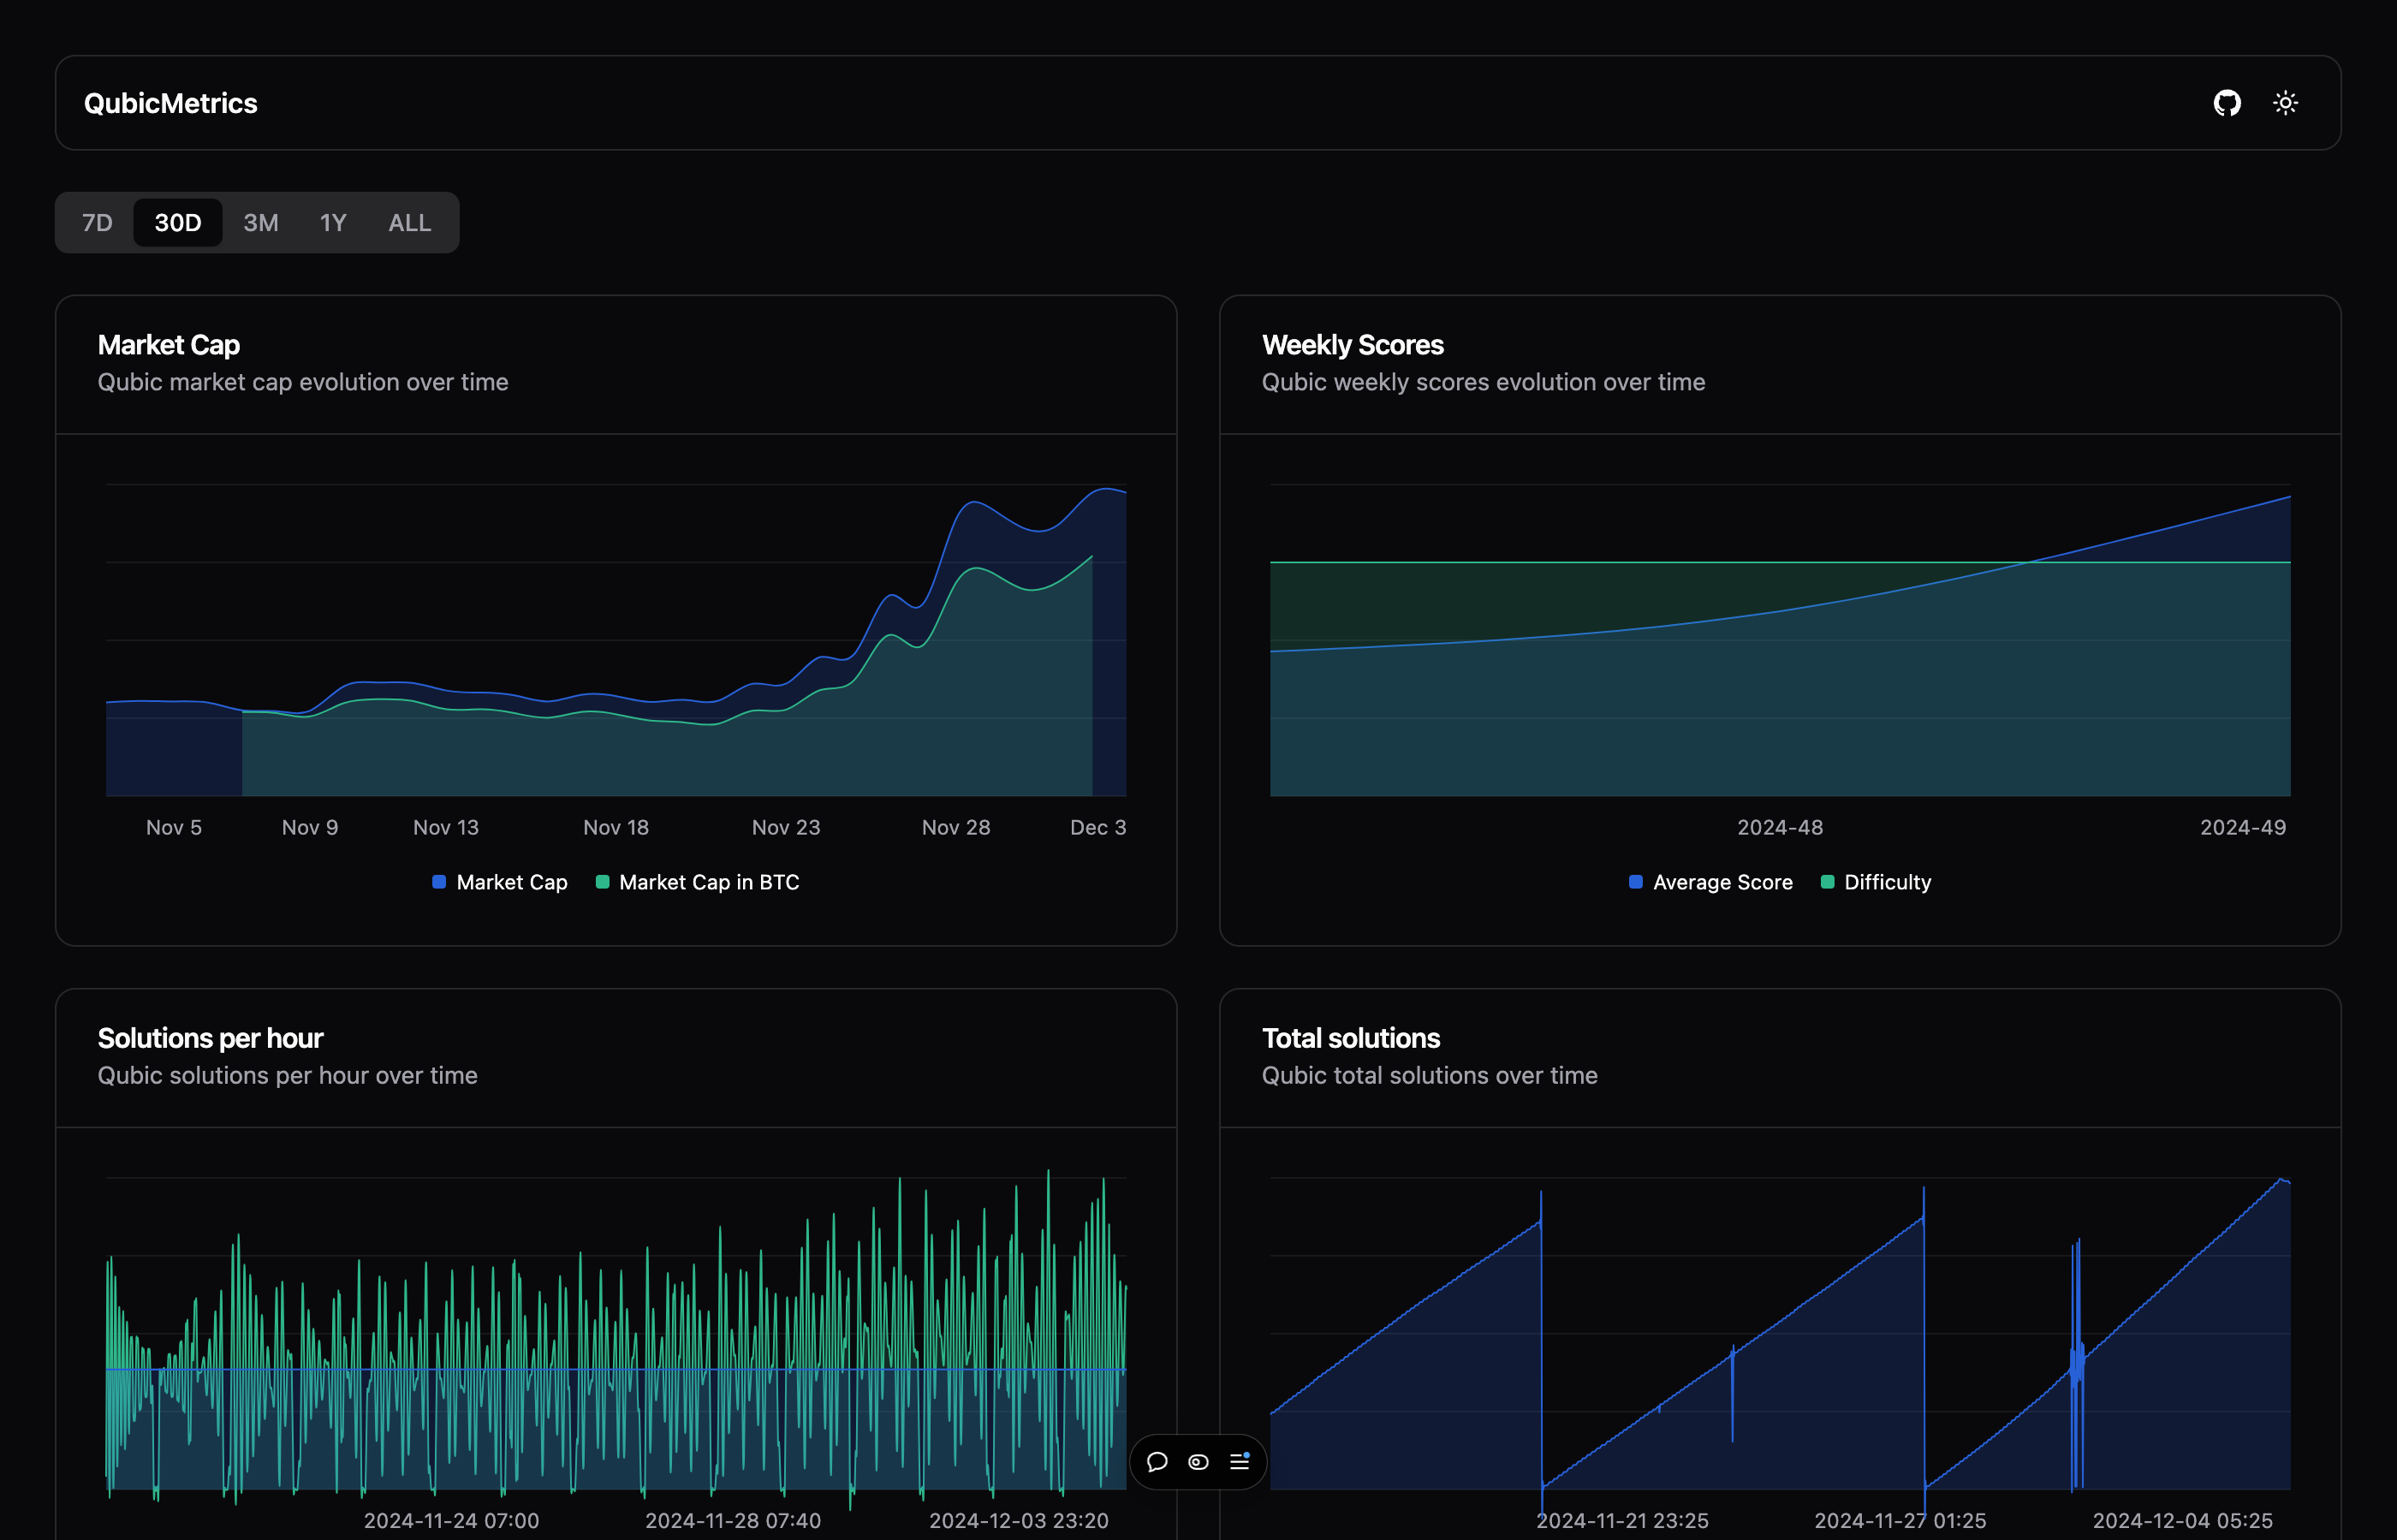 QubicMetrics
7D 30D 3M 1Y ALL
Market Cap
Qubic market cap evolution over time
Nov 5 Nov 9 Nov 13 Nov 18 Nov 23 Nov 28 Dec 3
Market Cap Market Cap in BTC
Weekly Scores
Qubic weekly scores evolution over time
2024-48 2024-49
Average Score Difficulty
Solutions per hour
Qubic solutions per hour over time
2024-11-24 07:00 2024-11-28 07:40 2024-12-03 23:20
Total solutions
Qubic total solutions over time
2024-11-21 23:25 2024-11-27 01:25 2024-12-04 05:25